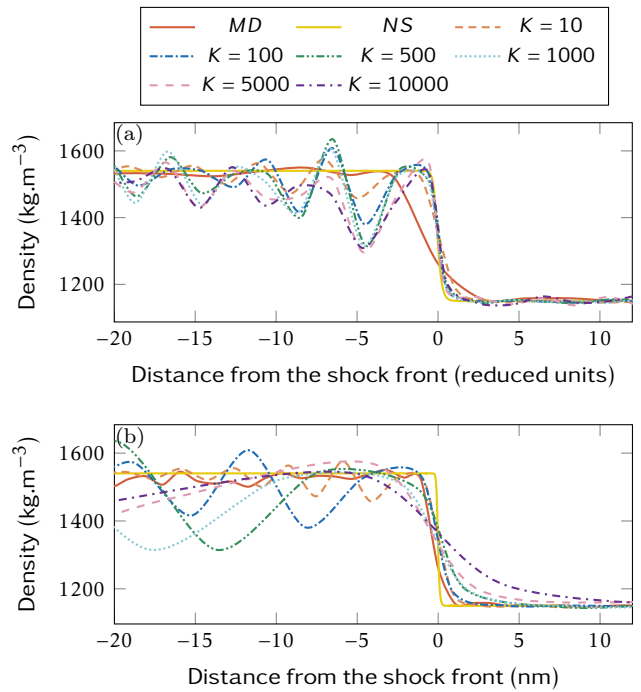 MD NS K = 10
K = 100 K = 500 K = 1000
K = 5000 K = 10000
(a)
1600
1400
1200
Density (kg.m−3)
−20 −15 −10 −5 0 5 10
Distance from the shock front (reduced units)
(b)
1600
1400
1200
Density (kg.m−3)
−20 −15 −10 −5 0 5 10
Distance from the shock front (nm)